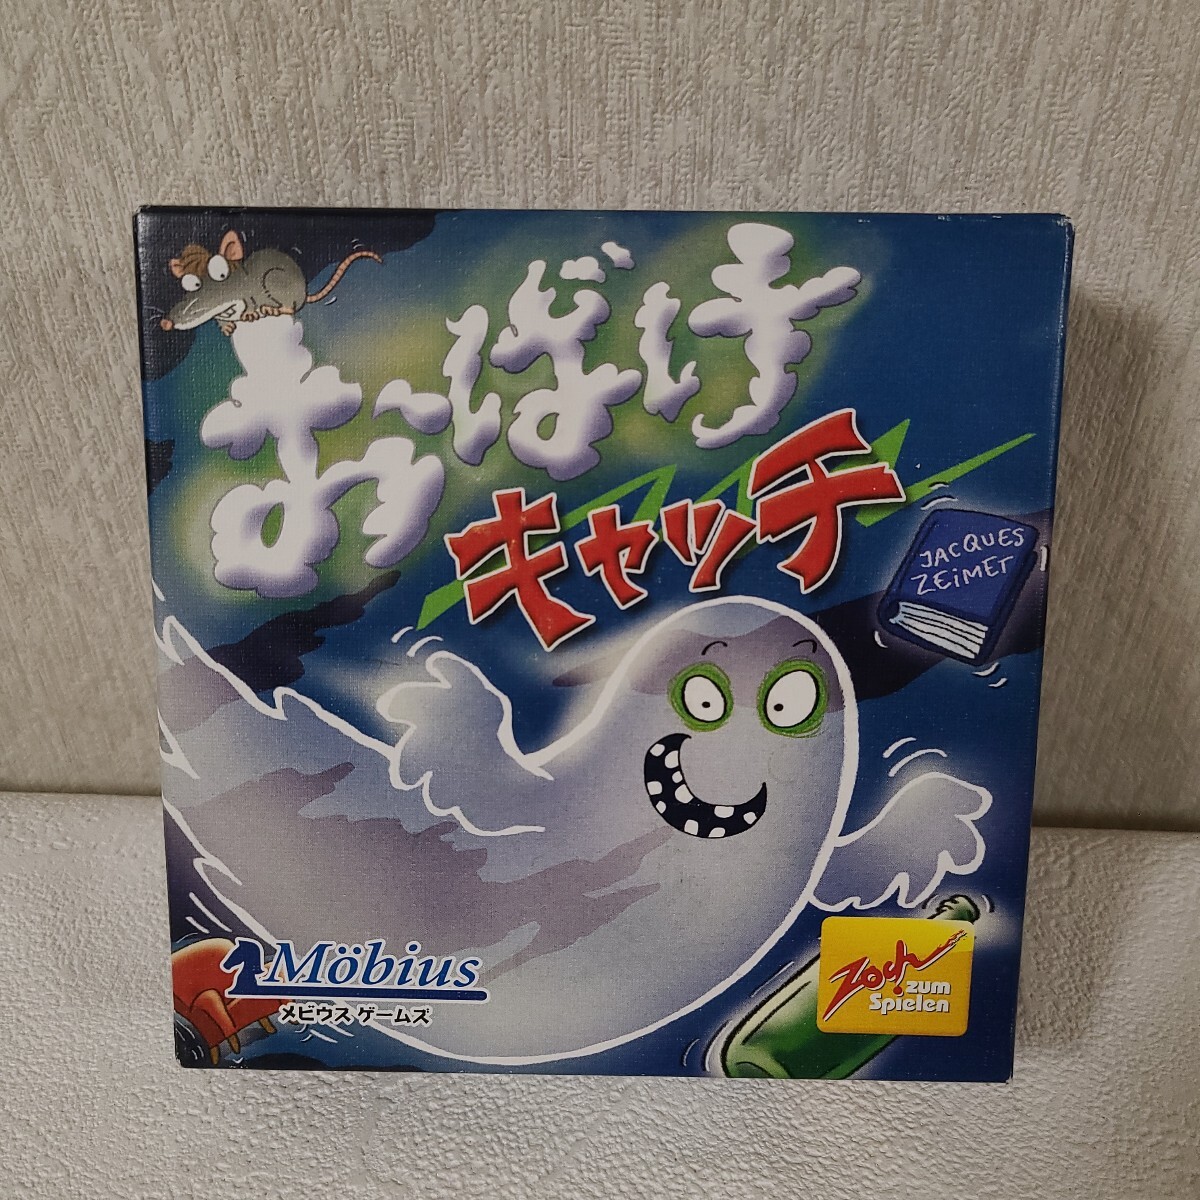 おばけ
キャッチ
JACQUES
ZEIMET
Möbius
メビウス ゲームズ
Zoch
zum
Spielen